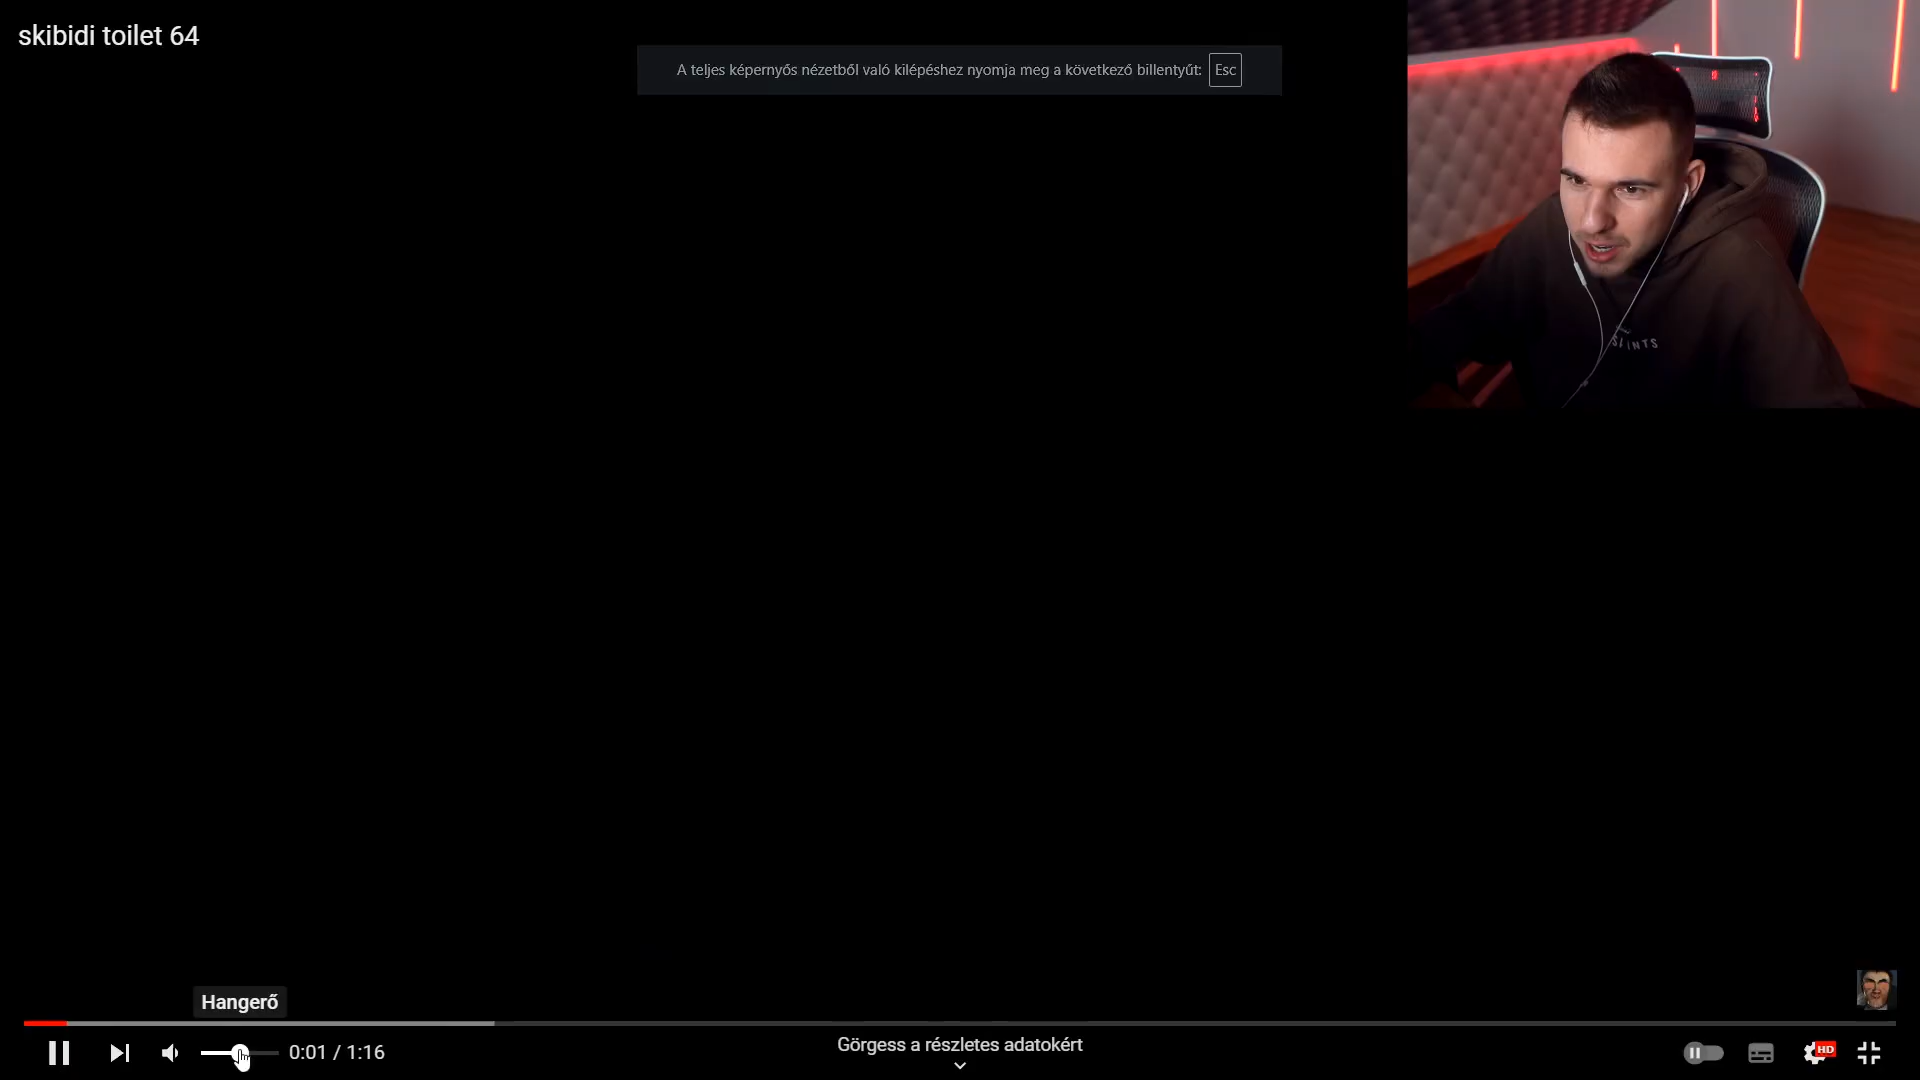 skibidi toilet 64
A teljes képernyős nézetből való kilépéshez nyomja meg a következő billentyűt: Esc
Hangerő
0:01 / 1:16
Görgess a részletes adatokért
HD